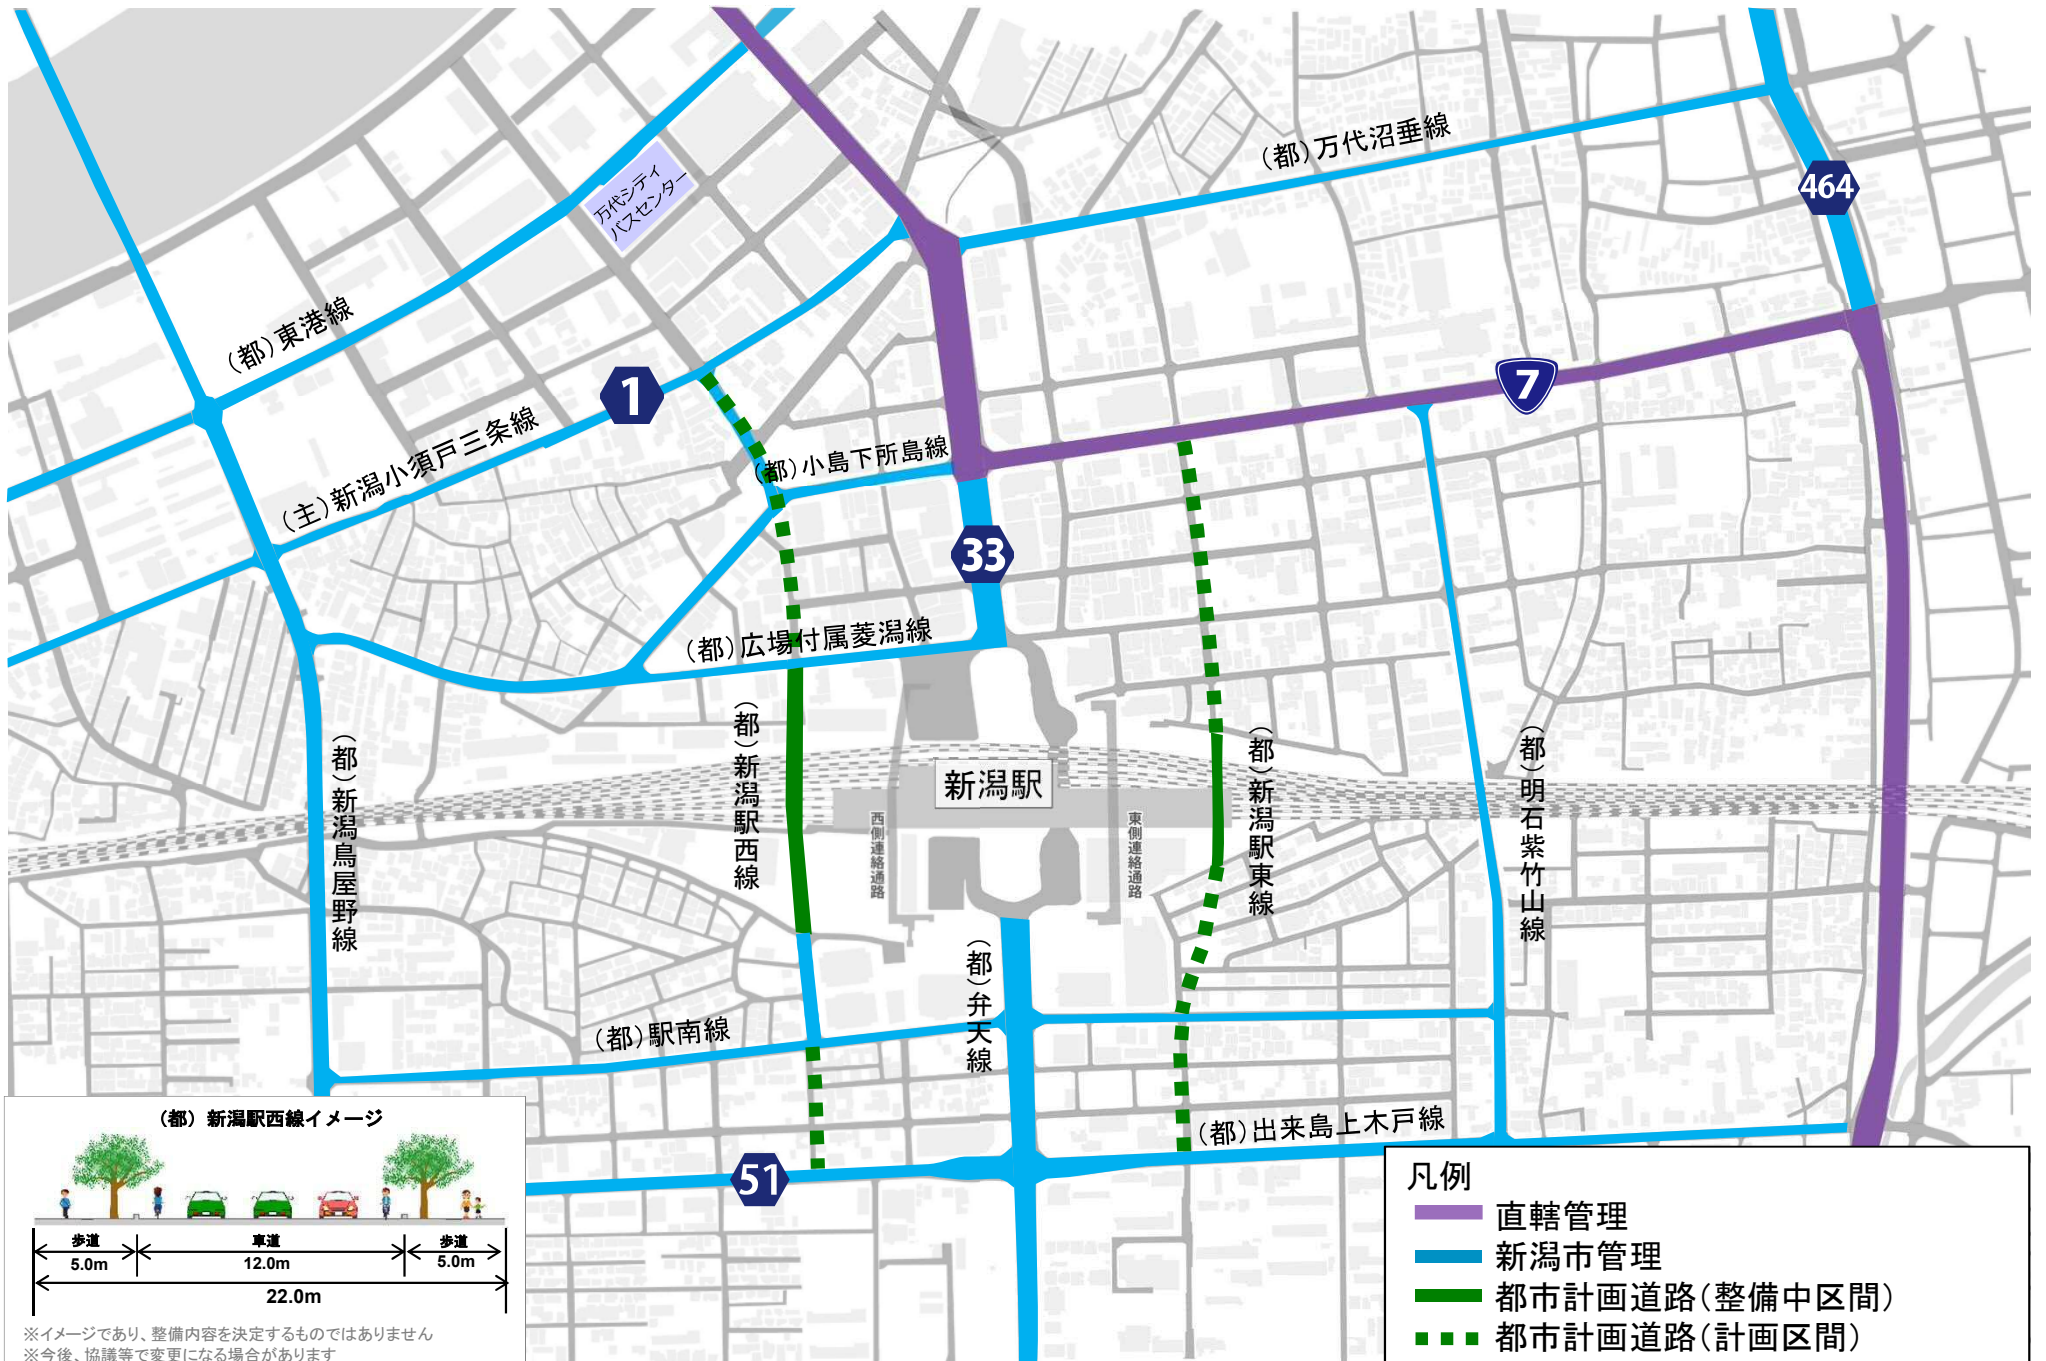 (都)万代沼垂線
464
万代シティ
バスセンター
(都)東港線
1
7
(主)新潟小須戸三条線
(都)小島下所島線
33
(都)広場付属菱潟線
(都)新潟鳥屋野線
(都)新潟駅西線
新潟駅
西側連絡通路
東側連絡通路
(都)新潟駅東線
(都)明石紫竹山線
(都)弁天線
(都)駅南線
(都)出来島上木戸線
51
(都)新潟駅西線イメージ
歩道
車道
歩道
5.0m
12.0m
5.0m
22.0m
※イメージであり、整備内容を決定するものではありません
※今後、協議等で変更になる場合があります
凡例
直轄管理
新潟市管理
都市計画道路(整備中区間)
都市計画道路(計画区間)